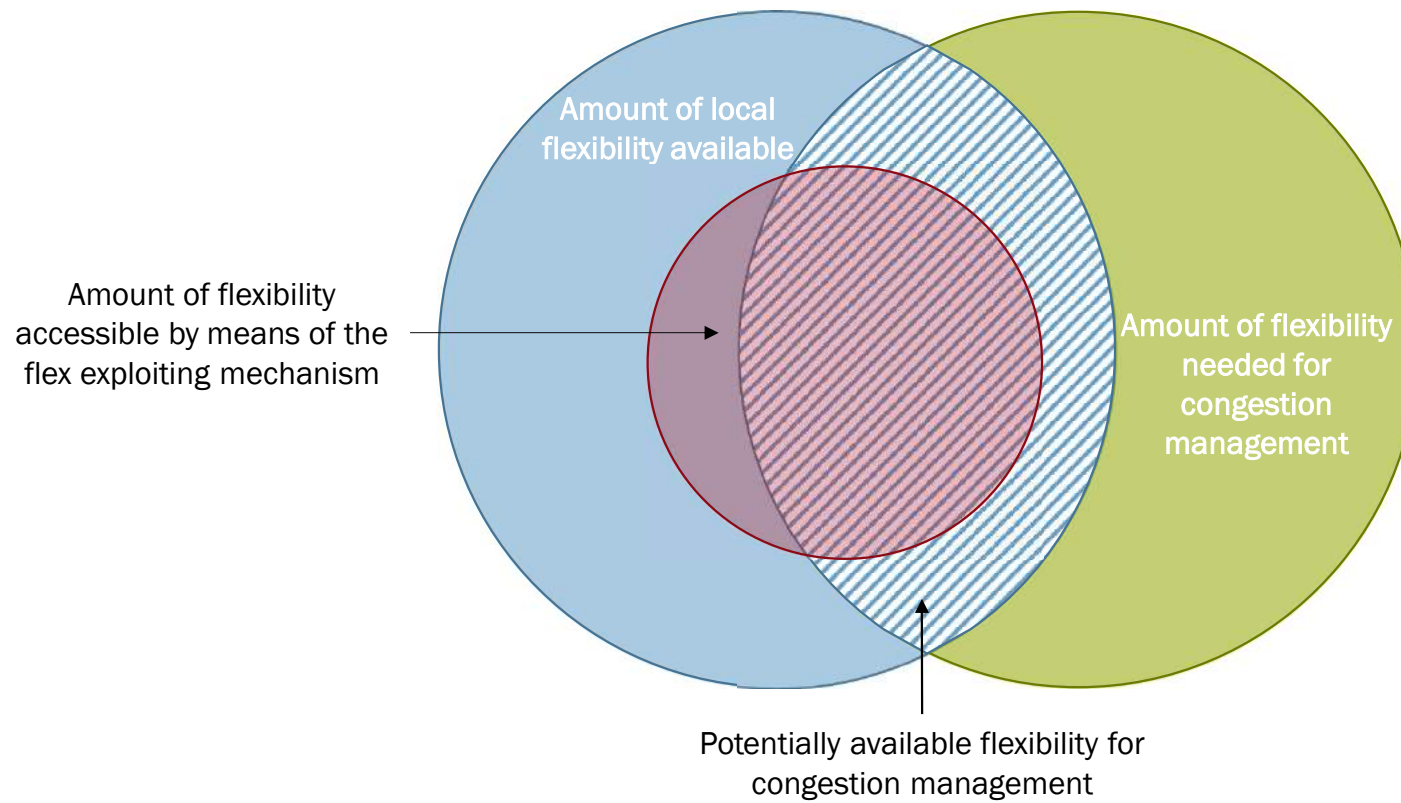 Amount of local
flexibility available
Amount of flexibility
accessible by means of the
flex exploiting mechanism
Amount of flexibility
needed for
congestion
management
Potentially available flexibility for
congestion management